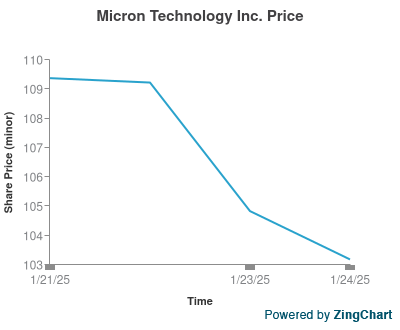 Micron Technology Inc. Price
110
109
108
107
106
105
104
103
Share Price (minor)
1/21/25
1/23/25
1/24/25
Time
Powered by ZingChart